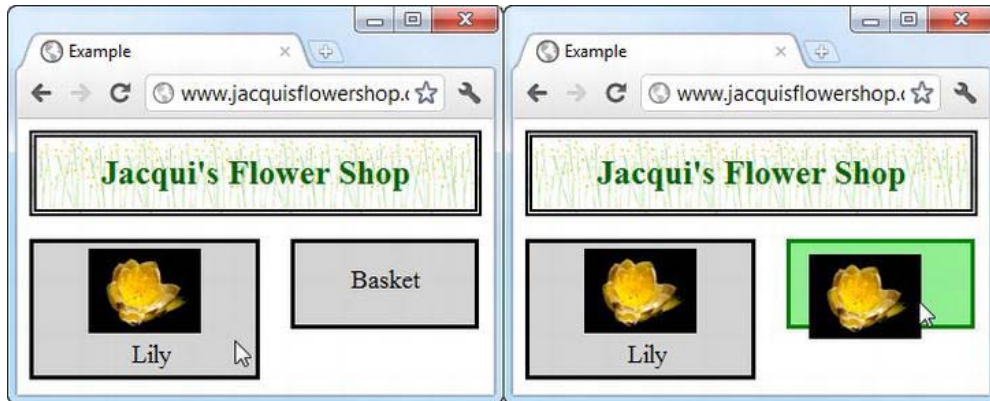 Example
www.jacquisflowershop.c
Jacqui's Flower Shop
Basket
Lily
Example
www.jacquisflowershop.c
Jacqui's Flower Shop
Lily